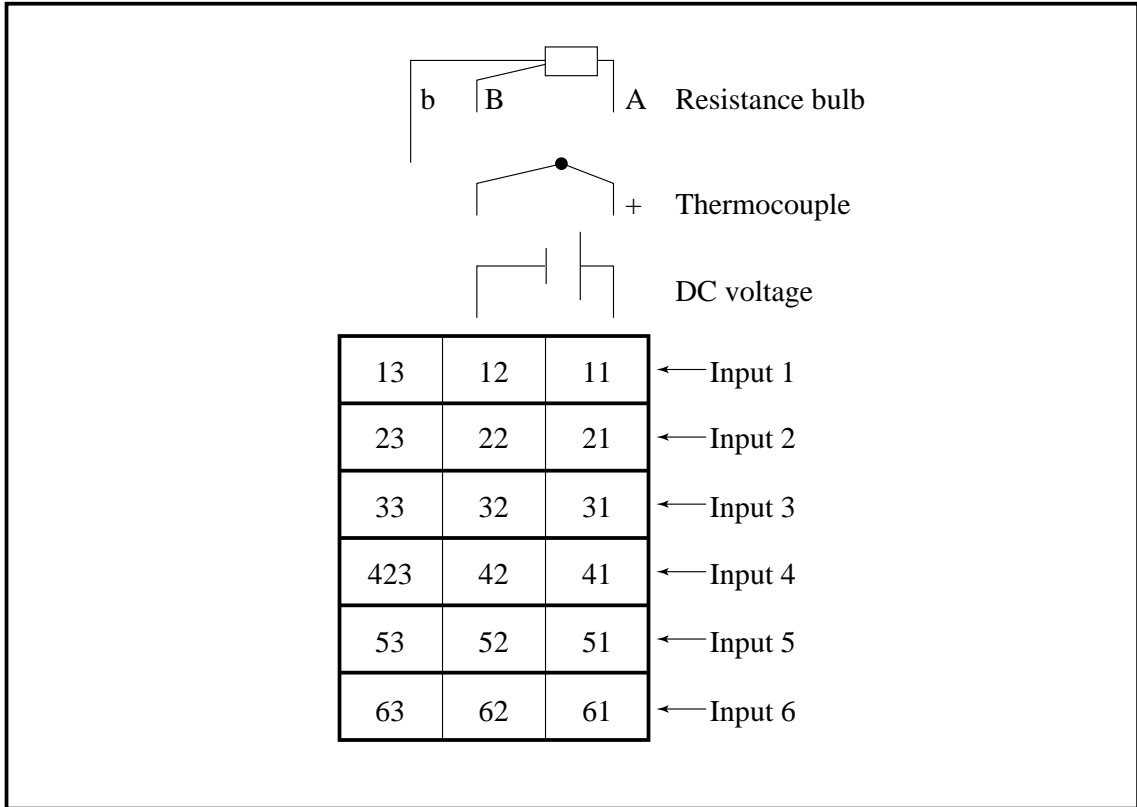 b B A Resistance bulb
+ Thermocouple
DC voltage
13 12 11 Input 1
23 22 21 Input 2
33 32 31 Input 3
423 42 41 Input 4
53 52 51 Input 5
63 62 61 Input 6